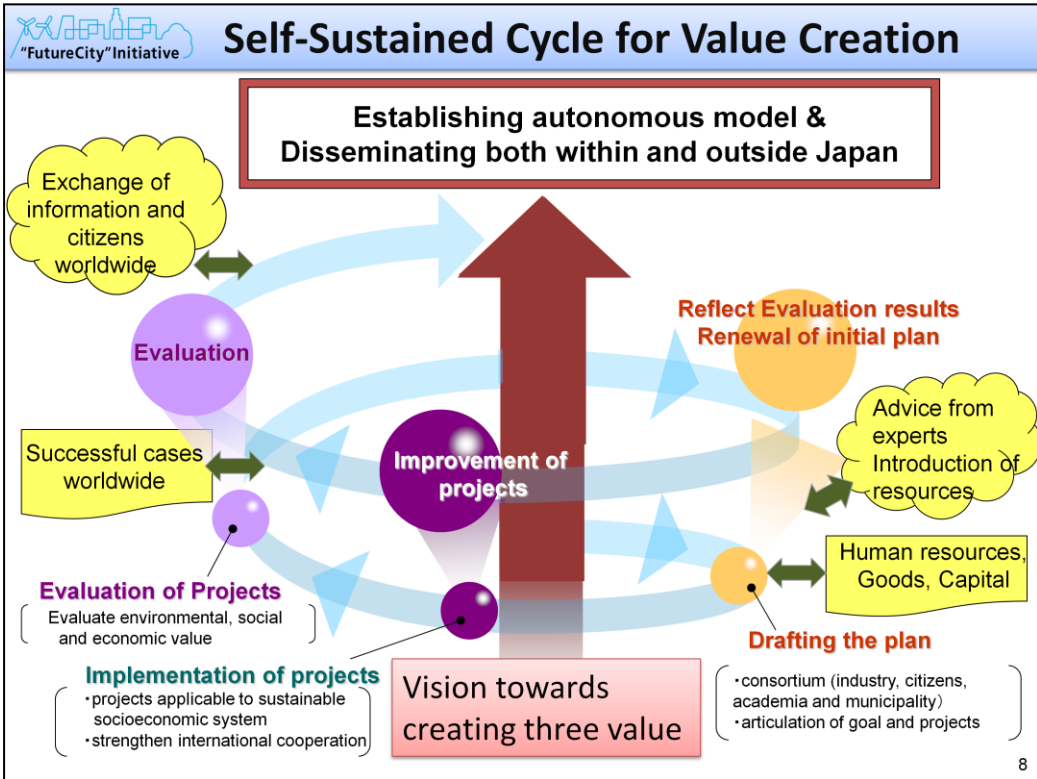 "FutureCity"Initiative
Self-Sustained Cycle for Value Creation
Establishing autonomous model &
Disseminating both within and outside Japan
Exchange of
information and
citizens
worldwide
Evaluation
Reflect Evaluation results
Renewal of initial plan
Advice from
experts
Introduction of
resources
Successful cases
worldwide
Improvement of
projects
Human resources,
Goods, Capital
Evaluation of Projects
Evaluate environmental, social
and economic value
Implementation of projects
・projects applicable to sustainable
socioeconomic system
・strengthen international cooperation
Vision towards
creating three value
Drafting the plan
・consortium (industry, citizens,
academia and municipality）
・articulation of goal and projects
8